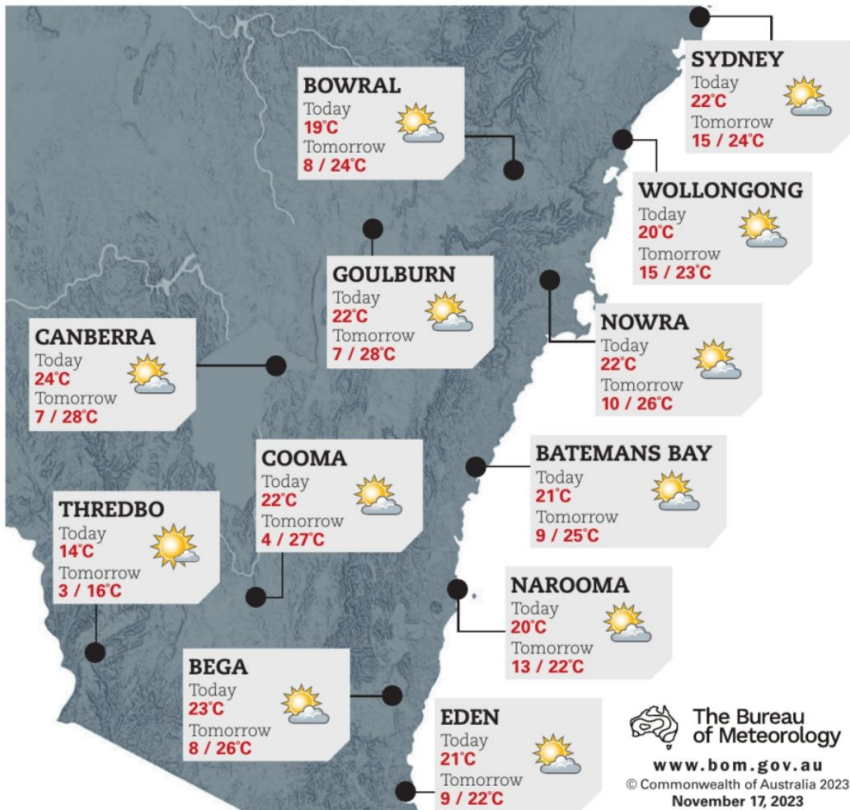 SYDNEY
Today
22°C
Tomorrow
15 / 24°C
BOWRAL
Today
19°C
Tomorrow
8 / 24°C
WOLLONGONG
Today
20°C
Tomorrow
15 / 23°C
GOULBURN
Today
22°C
Tomorrow
7 / 28°C
NOWRA
Today
22°C
Tomorrow
10 / 26°C
CANBERRA
Today
24°C
Tomorrow
7 / 28°C
COOMA
Today
22°C
Tomorrow
4 / 27°C
BATEMANS BAY
Today
21°C
Tomorrow
9 / 25°C
THREDBO
Today
14°C
Tomorrow
3 / 16°C
NAROOMA
Today
20°C
Tomorrow
13 / 22°C
BEGA
Today
23°C
Tomorrow
8 / 26°C
EDEN
Today
21°C
Tomorrow
9 / 22°C
The Bureau
of Meteorology
www.bom.gov.au
© Commonwealth of Australia 2023
November 17, 2023